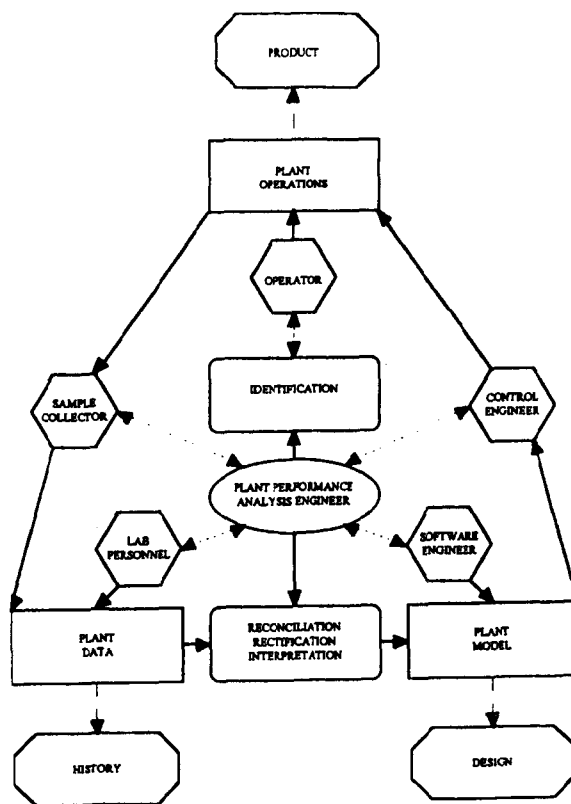 PRODUCT
PLANT
OPERATIONS
OPERATOR
IDENTIFICATION
SAMPLE
COLLECTOR
CONTROL
ENGINEER
PLANT PERFORMANCE
ANALYSIS ENGINEER
LAB
PERSONNEL
SOFTWARE
ENGINEER
PLANT
DATA
RECONCILIATION
RECTIFICATION
INTERPRETATION
PLANT
MODEL
HISTORY
DESIGN